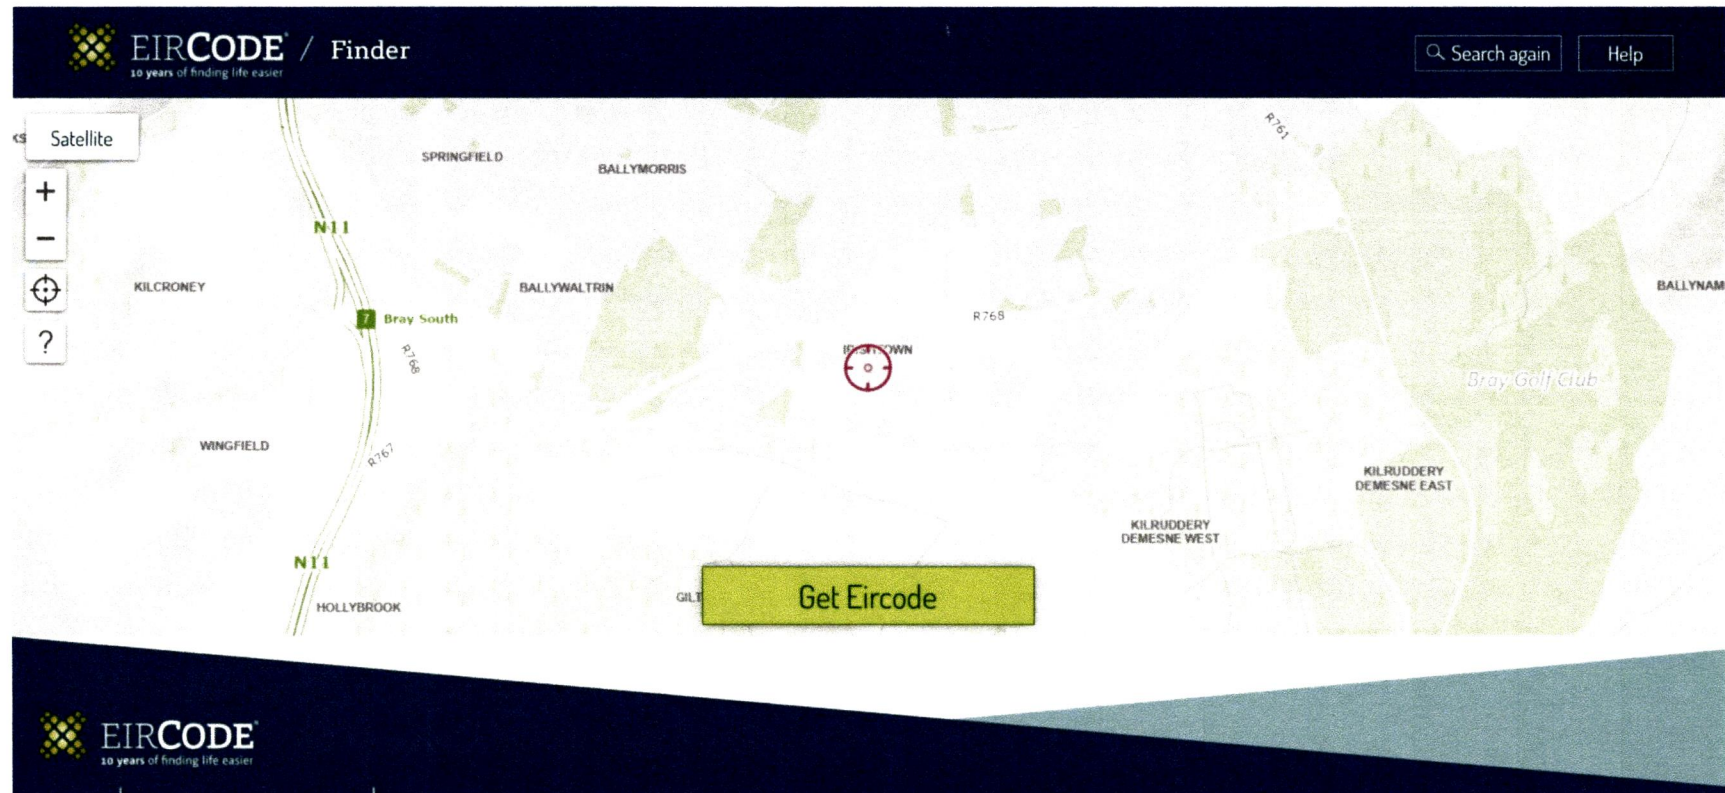 EIRCODE / Finder
10 years of finding life easier
Search again
Help
Satellite
+
−
?
SPRINGFIELD
BALLYMORRIS
R761
N11
KILCRONEY
BALLYWALTRIN
BALLYNAM
7 Bray South
R768
R768
IRISHTOWN
Bray Golf Club
WINGFIELD
R767
KILRUDDERY
DEMESNE EAST
KILRUDDERY
DEMESNE WEST
N11
HOLLYBROOK
GILT
Get Eircode
EIRCODE
10 years of finding life easier